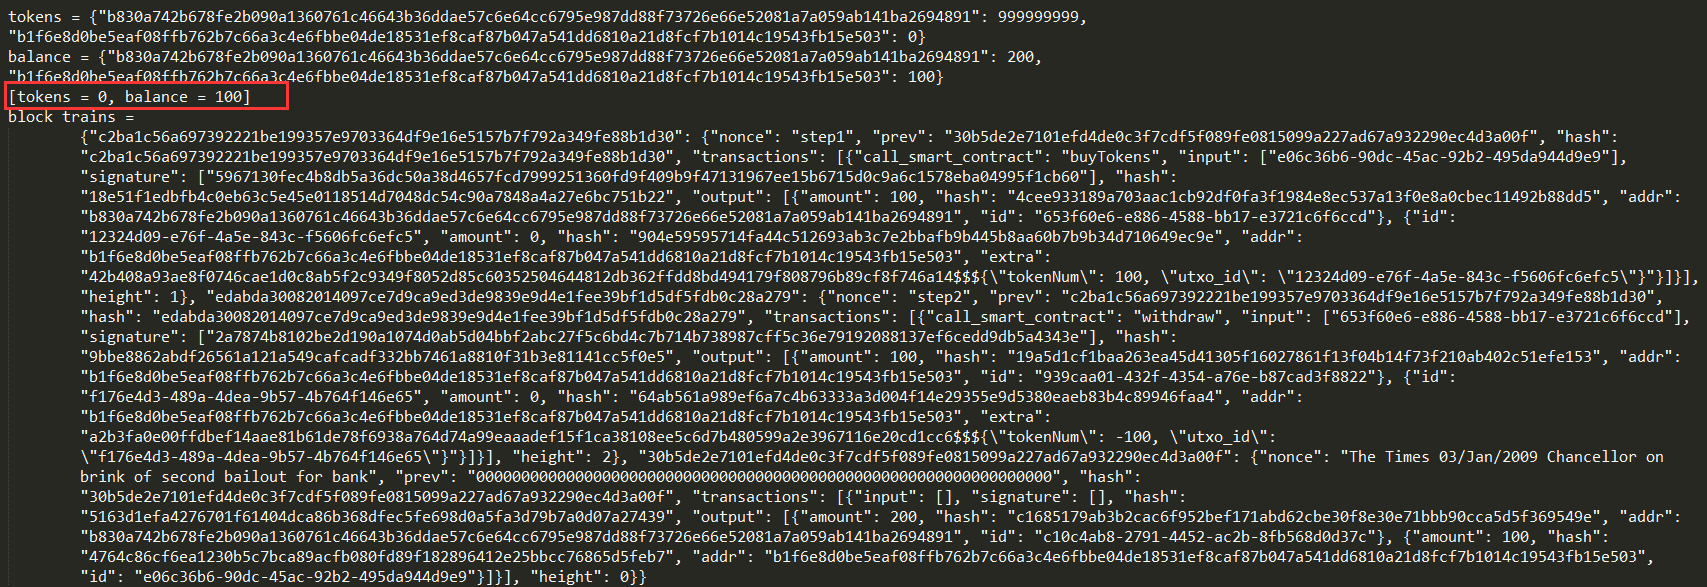 tokens = {"b830a742b678fe2b090a1360761c46643b36ddae57c6e64cc6795e987dd88f73726e66e52081a7a059ab141ba2694891": 999999999,
"b1f6e8d0be5eaf08ffb762b7c66a3c4e6fbbe04de18531ef8caf87b047a541dd6810a21d8fcf7b1014c19543fb15e503": 0}
balance = {"b830a742b678fe2b090a1360761c46643b36ddae57c6e64cc6795e987dd88f73726e66e52081a7a059ab141ba2694891": 200,
"b1f6e8d0be5eaf08ffb762b7c66a3c4e6fbbe04de18531ef8caf87b047a541dd6810a21d8fcf7b1014c19543fb15e503": 100}
[tokens = 0, balance = 100]
block trains =
{"c2ba1c56a697392221be199357e9703364df9e16e5157b7f792a349fe88b1d30": {"nonce": "step1", "prev": "30b5de2e7101efd4de0c3f7cdf5f089fe0815099a227ad67a932290ec4d3a00f", "hash":
"c2ba1c56a697392221be199357e9703364df9e16e5157b7f792a349fe88b1d30", "transactions": [{"call_smart_contract": "buyTokens", "input": ["e06c36b6-90dc-45ac-92b2-495da944d9e9"],
"signature": ["5967130fec4b8db5a36dc50a38d4657fcd7999251360fd9f409b9f47131967ee15b6715d0c9a6c1578eba04995f1cb60"], "hash":
"18e51f1edbfb4c0eb63c5e45e0118514d7048dc54c90a7848a4a27e6bc751b22", "output": [{"amount": 100, "hash": "4cee933189a703aac1cb92df0fa3f1984e8ec537a13f0e8a0cbec11492b88dd5", "addr":
"b830a742b678fe2b090a1360761c46643b36ddae57c6e64cc6795e987dd88f73726e66e52081a7a059ab141ba2694891", "id": "653f60e6-e886-4588-bb17-e3721c6f6ccd"}, {"id":
"12324d09-e76f-4a5e-843c-f5606fc6efc5", "amount": 0, "hash": "904e59595714fa44c512693ab3c7e2bbafb9b445b8aa60b7b9b34d710649ec9e", "addr":
"b1f6e8d0be5eaf08ffb762b7c66a3c4e6fbbe04de18531ef8caf87b047a541dd6810a21d8fcf7b1014c19543fb15e503", "extra":
"42b408a93ae8f0746cae1d0c8ab5f2c9349f8052d85c60352504644812db362ffdd8bd494179f808796b89cf8f746a14$$${\"tokenNum\": 100, \"utxo_id\": \"12324d09-e76f-4a5e-843c-f5606fc6efc5\"}"}]}],
"height": 1}, "edabda30082014097ce7d9ca9ed3de9839e9d4e1fee39bf1d5df5fdb0c28a279": {"nonce": "step2", "prev": "c2ba1c56a697392221be199357e9703364df9e16e5157b7f792a349fe88b1d30",
"hash": "edabda30082014097ce7d9ca9ed3de9839e9d4e1fee39bf1d5df5fdb0c28a279", "transactions": [{"call_smart_contract": "withdraw", "input": ["653f60e6-e886-4588-bb17-e3721c6f6ccd"],
"signature": ["2a7874b8102be2d190a1074d0ab5d04bbf2abc27f5c6bd4c7b714b738987cff5c36e79192088137ef6cedd9db5a4343e"], "hash":
"9bbe8862abdf26561a121a549cafcadf332bb7461a8810f31b3e81141cc5f0e5", "output": [{"amount": 100, "hash": "19a5d1cf1baa263ea45d41305f16027861f13f04b14f73f210ab402c51efe153", "addr":
"b1f6e8d0be5eaf08ffb762b7c66a3c4e6fbbe04de18531ef8caf87b047a541dd6810a21d8fcf7b1014c19543fb15e503", "id": "939caa01-432f-4354-a76e-b87cad3f8822"}, {"id":
"f176e4d3-489a-4dea-9b57-4b764f146e65", "amount": 0, "hash": "64ab561a989ef6a7c4b63333a3d004f14e29355e9d5380eaeb83b4c89946faa4", "addr":
"b1f6e8d0be5eaf08ffb762b7c66a3c4e6fbbe04de18531ef8caf87b047a541dd6810a21d8fcf7b1014c19543fb15e503", "extra":
"a2b3fa0e00ffdbef14aae81b61de78f6938a764d74a99eaaadef15f1ca38108ee5c6d7b480599a2e3967116e20cd1cc6$$${\"tokenNum\": -100, \"utxo_id\":
\"f176e4d3-489a-4dea-9b57-4b764f146e65\"}"}]}], "height": 2}, "30b5de2e7101efd4de0c3f7cdf5f089fe0815099a227ad67a932290ec4d3a00f": {"nonce": "The Times 03/Jan/2009 Chancellor on
brink of second bailout for bank", "prev": "0000000000000000000000000000000000000000000000000000000000000000", "hash":
"30b5de2e7101efd4de0c3f7cdf5f089fe0815099a227ad67a932290ec4d3a00f", "transactions": [{"input": [], "signature": [], "hash":
"5163d1efa4276701f61404dca86b368dfec5fe698d0a5fa3d79b7a0d07a27439", "output": [{"amount": 200, "hash": "c1685179ab3b2cac6f952bef171abd62cbe30f8e30e71bbb90cca5d5f369549e", "addr":
"b830a742b678fe2b090a1360761c46643b36ddae57c6e64cc6795e987dd88f73726e66e52081a7a059ab141ba2694891", "id": "c10c4ab8-2791-4452-ac2b-8fb568d0d37c"}, {"amount": 100, "hash":
"4764c86cf6ea1230b5c7bca89acfb080fd89f182896412e25bbcc76865d5feb7", "addr": "b1f6e8d0be5eaf08ffb762b7c66a3c4e6fbbe04de18531ef8caf87b047a541dd6810a21d8fcf7b1014c19543fb15e503",
"id": "e06c36b6-90dc-45ac-92b2-495da944d9e9"}]}], "height": 0}}